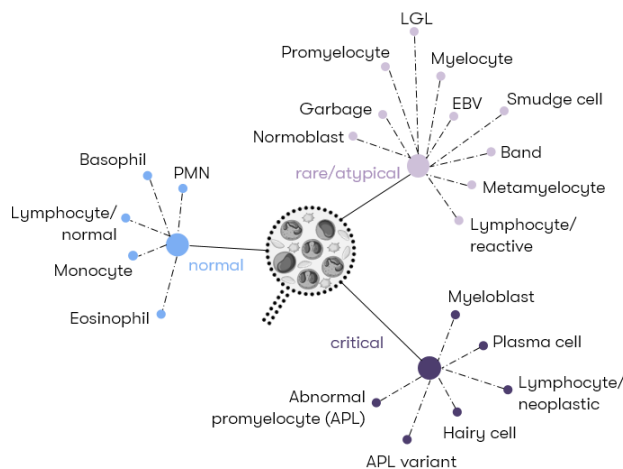 LGL
Promyelocyte
Myelocyte
Garbage
EBV
Smudge cell
Normoblast
Band
rare/atypical
Metamyelocyte
Lymphocyte/
reactive
Basophil
PMN
Lymphocyte/
normal
Monocyte
normal
Eosinophil
critical
Myeloblast
Plasma cell
Lymphocyte/
neoplastic
Abnormal
promyelocyte (APL)
Hairy cell
APL variant